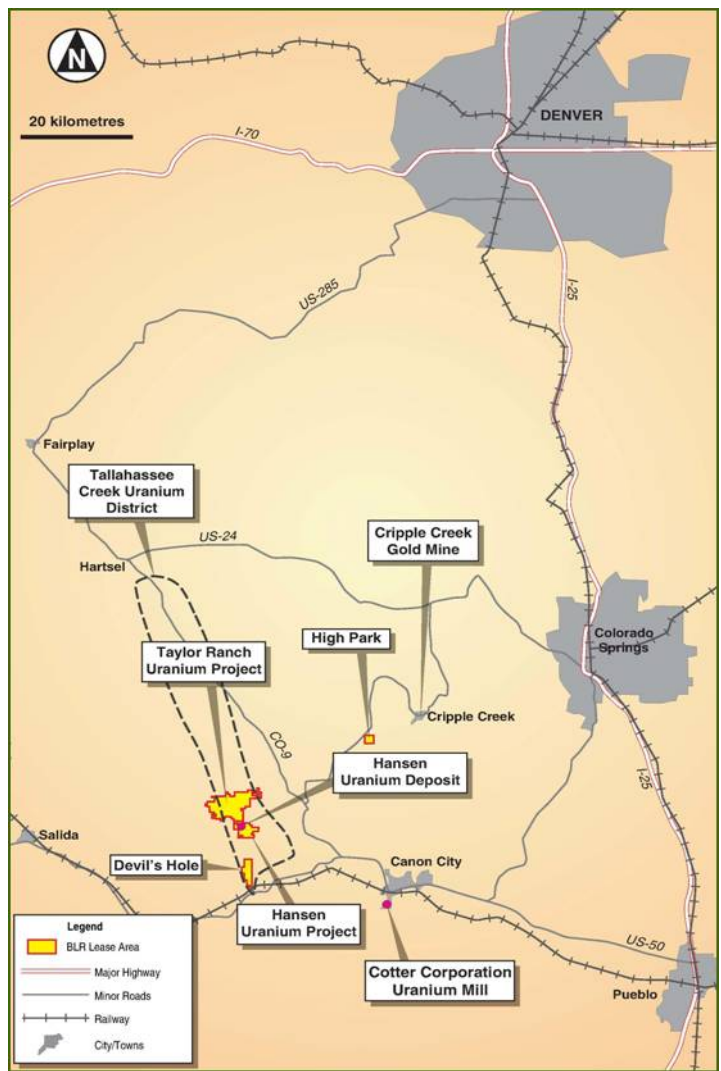 N
20 kilometres
DENVER
I-70
US-285
I-25
Fairplay
Tallahassee
Creek Uranium
District
US-24
Cripple Creek
Gold Mine
Hartsel
Colorado
Springs
High Park
Taylor Ranch
Uranium Project
Cripple Creek
CO-9
Hansen
Uranium Deposit
I-25
Salida
Devil's Hole
Canon City
Hansen
Uranium Project
US-50
Cotter Corporation
Uranium Mill
Pueblo
Legend
BLR Lease Area
Major Highway
Minor Roads
Railway
City/Towns